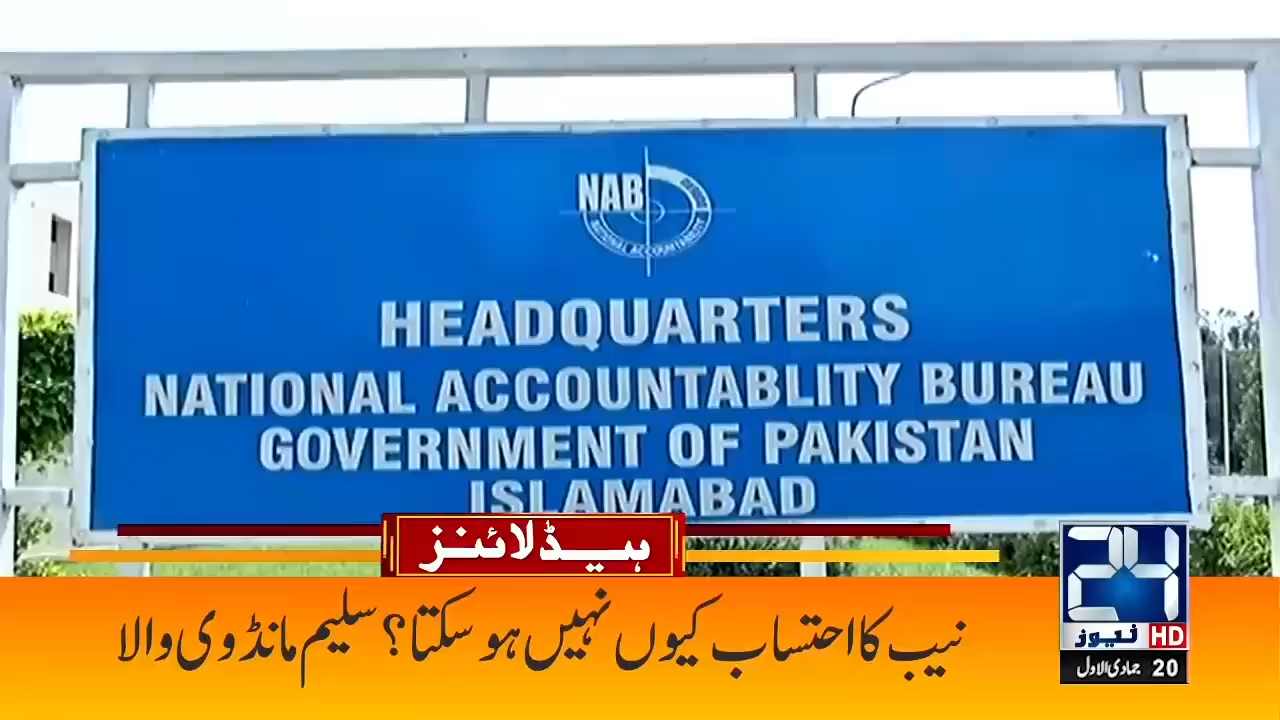 NAB
NATIONAL ACCOUNTABILITY
HEADQUARTERS
NATIONAL ACCOUNTABLITY BUREAU
GOVERNMENT OF PAKISTAN
ISLAMABAD
ہیڈلائنز
نیب کا احتساب کیوں نہیں ہو سکتا؟ سلیم مانڈوی والا
24
نیوز HD
20 جمادی الاول